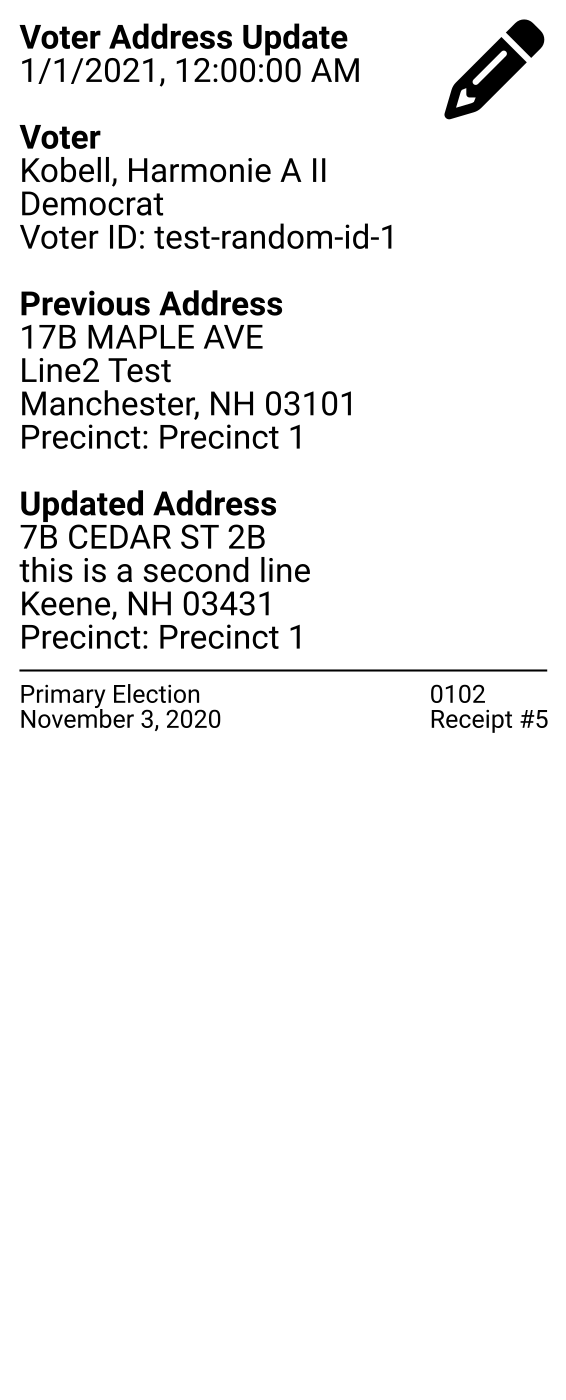 Voter Address Update
1/1/2021, 12:00:00 AM
Voter
Kobell, Harmonie A II
Democrat
Voter ID: test-random-id-1
Previous Address
17B MAPLE AVE
Line2 Test
Manchester, NH 03101
Precinct: Precinct 1
Updated Address
7B CEDAR ST 2B
this is a second line
Keene, NH 03431
Precinct: Precinct 1
Primary Election 0102
November 3, 2020 Receipt #5